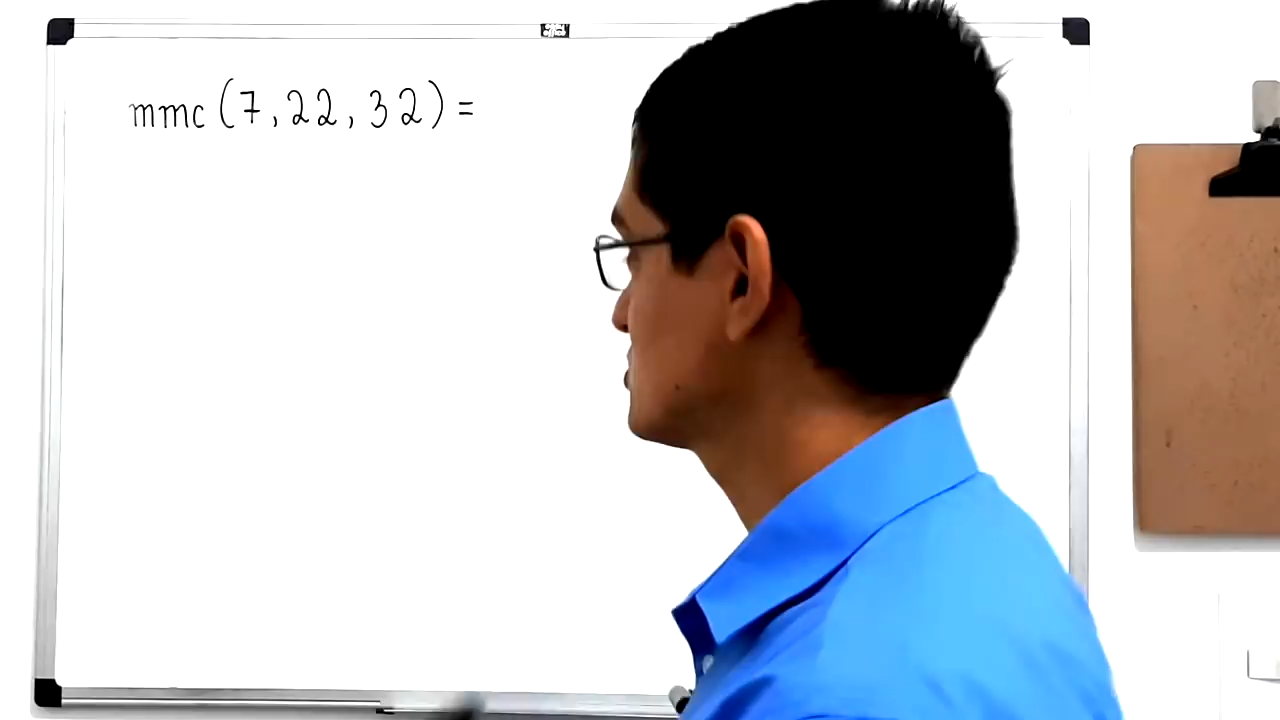 mmc (7, 22, 32) =